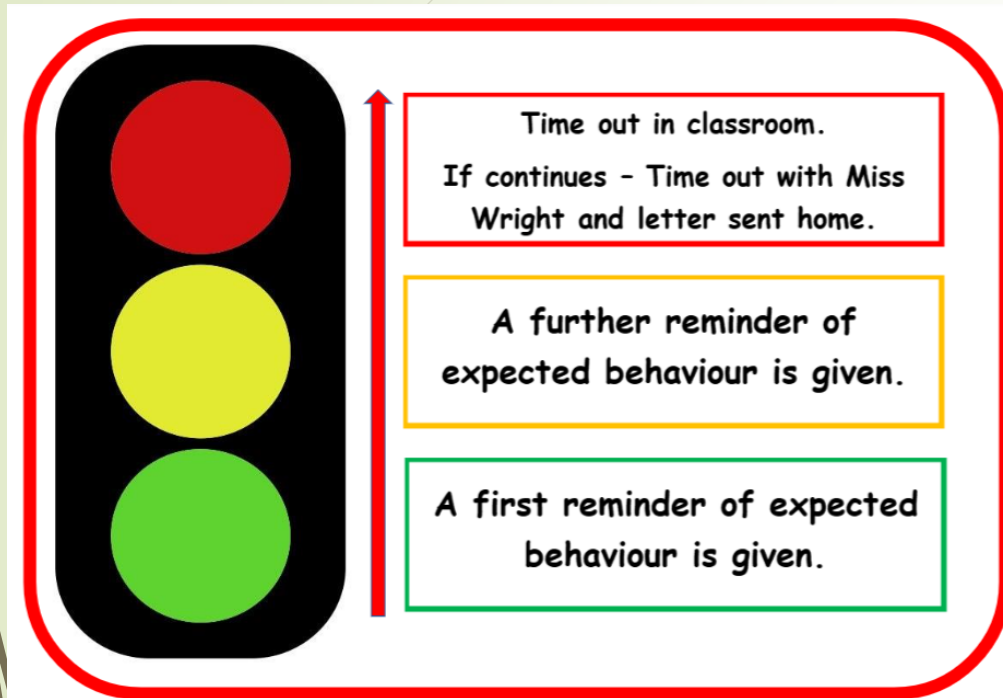 Time out in classroom.
If continues – Time out with Miss
Wright and letter sent home.
A further reminder of
expected behaviour is given.
A first reminder of expected
behaviour is given.